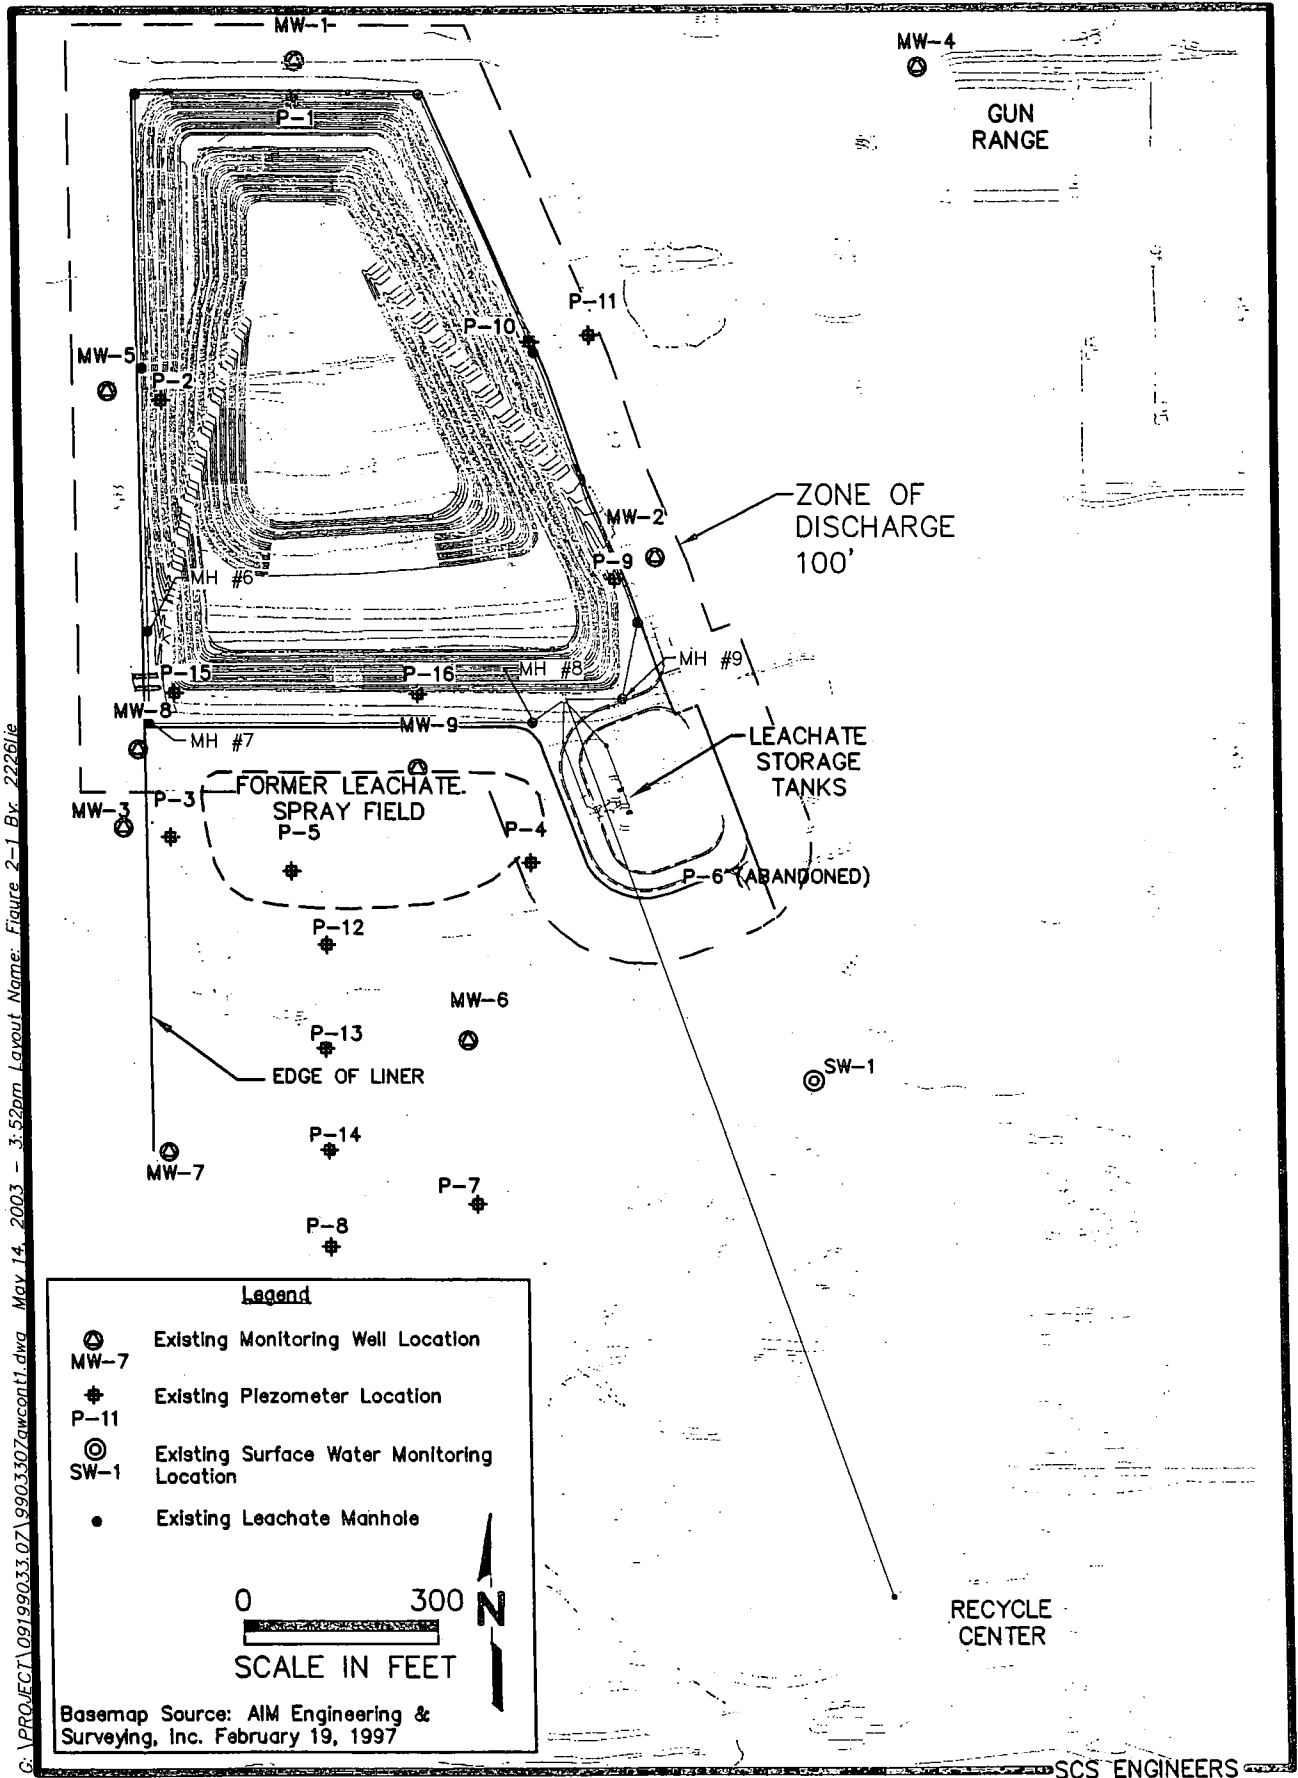 MW-1
MW-4
GUN
RANGE
P-1
P-11
P-10
MW-5
P-2
ZONE OF
DISCHARGE
100'
MW-2
P-9
MH #6
P-15
P-16
MH #8
MH #9
MW-8
MW-9
MH #7
LEACHATE
STORAGE
TANKS
FORMER LEACHATE
SPRAY FIELD
P-3
MW-3
P-5
P-4
P-6 (ABANDONED)
P-12
MW-6
P-13
SW-1
EDGE OF LINER
P-14
MW-7
P-7
P-8
Legend
Existing Monitoring Well Location
MW-7
Existing Piezometer Location
P-11
Existing Surface Water Monitoring
Location
SW-1
Existing Leachate Manhole
0 300
N
SCALE IN FEET
Basemap Source: AIM Engineering &
Surveying, Inc. February 19, 1997
RECYCLE
CENTER
SCS ENGINEERS
G:\PROJECT\09199033.07\9903307gwcont1.dwg May 14, 2003 - 3:52pm Layout Name: Figure 2-1 By: 2226lie